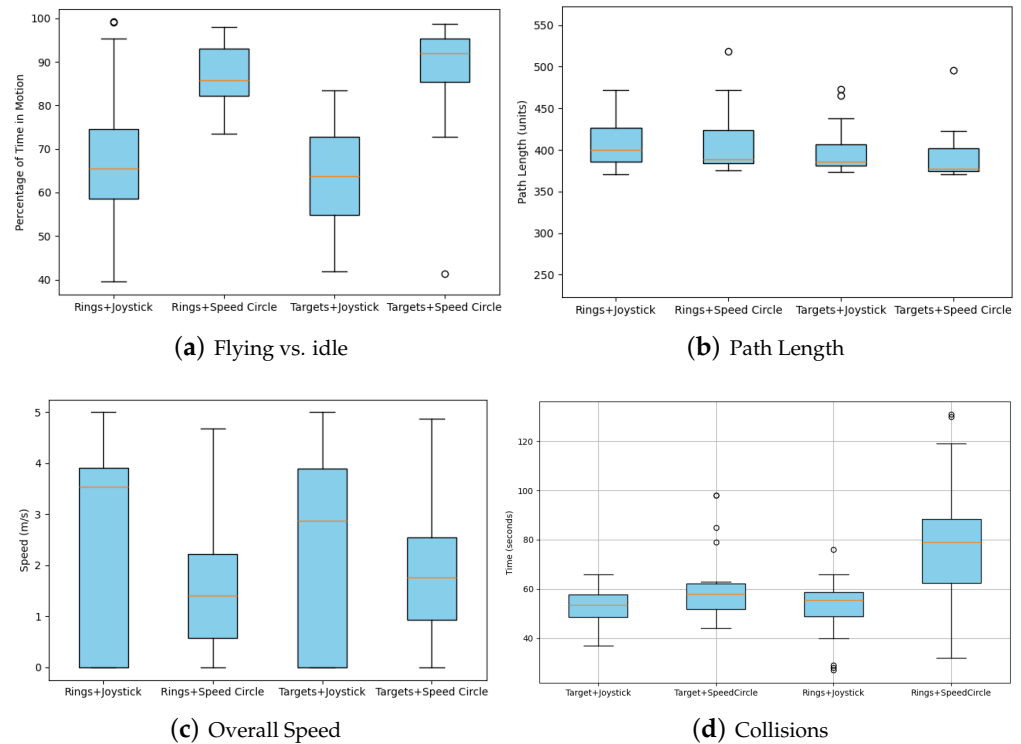 100
90
80
70
60
50
40
Percentage of Time in Motion
Rings+Joystick Rings+Speed Circle Targets+Joystick Targets+Speed Circle
(a) Flying vs. idle
550
500
450
400
350
300
250
Path Length (units)
Rings+Joystick Rings+Speed Circle Targets+Joystick Targets+Speed Circle
(b) Path Length
5
4
3
2
1
0
Speed (m/s)
Rings+Joystick Rings+Speed Circle Targets+Joystick Targets+Speed Circle
(c) Overall Speed
120
100
80
60
40
Time (seconds)
Target+Joystick Target+SpeedCircle Rings+Joystick Rings+SpeedCircle
(d) Collisions